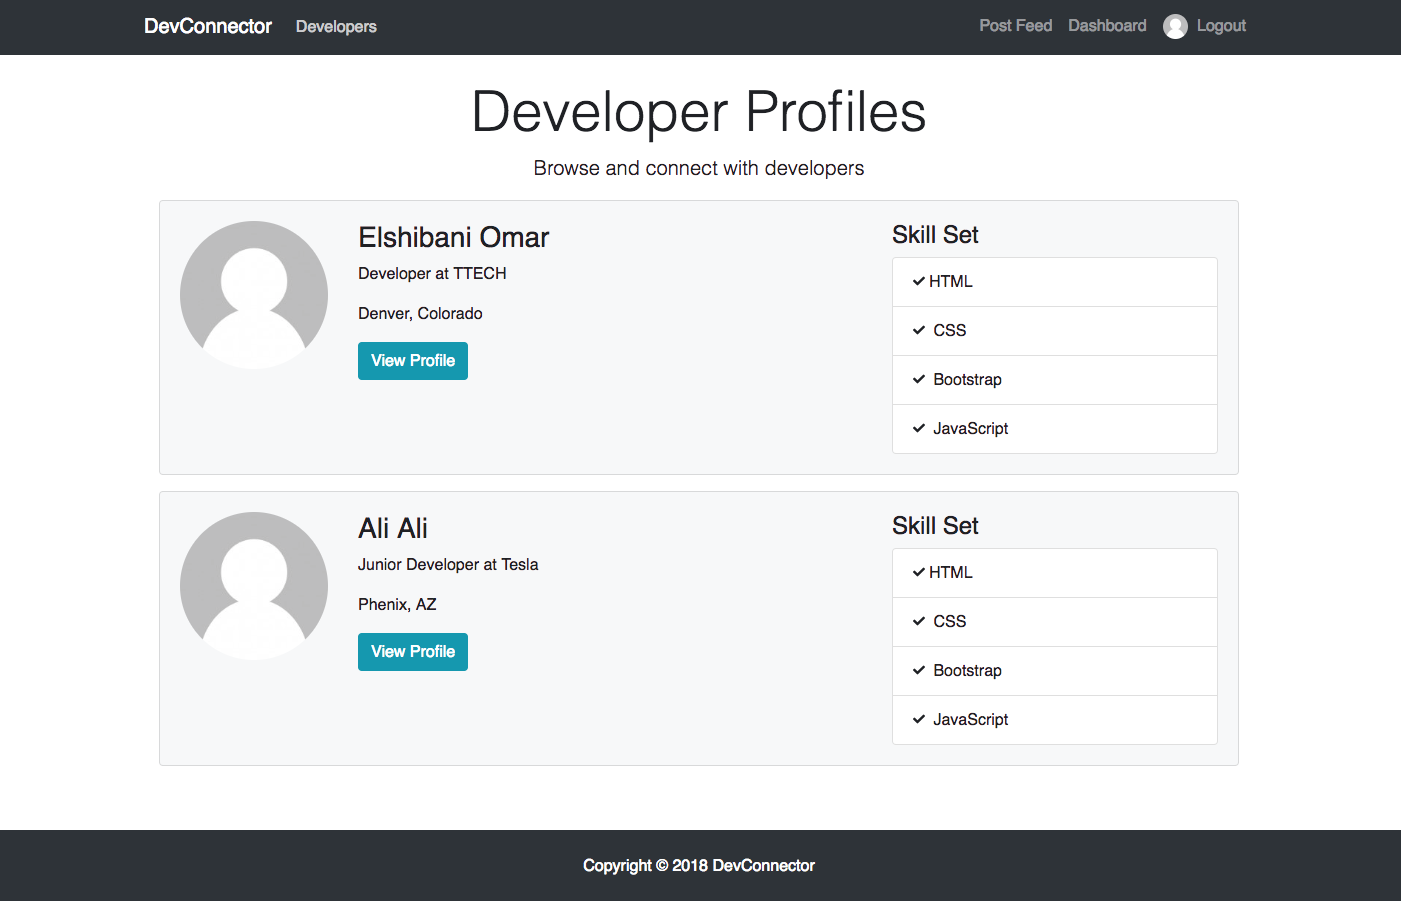 DevConnector Developers Post Feed Dashboard Logout
Developer Profiles
Browse and connect with developers
Elshibani Omar
Developer at TTECH
Denver, Colorado
View Profile
Skill Set
HTML
CSS
Bootstrap
JavaScript
Ali Ali
Junior Developer at Tesla
Phenix, AZ
View Profile
Skill Set
HTML
CSS
Bootstrap
JavaScript
Copyright © 2018 DevConnector